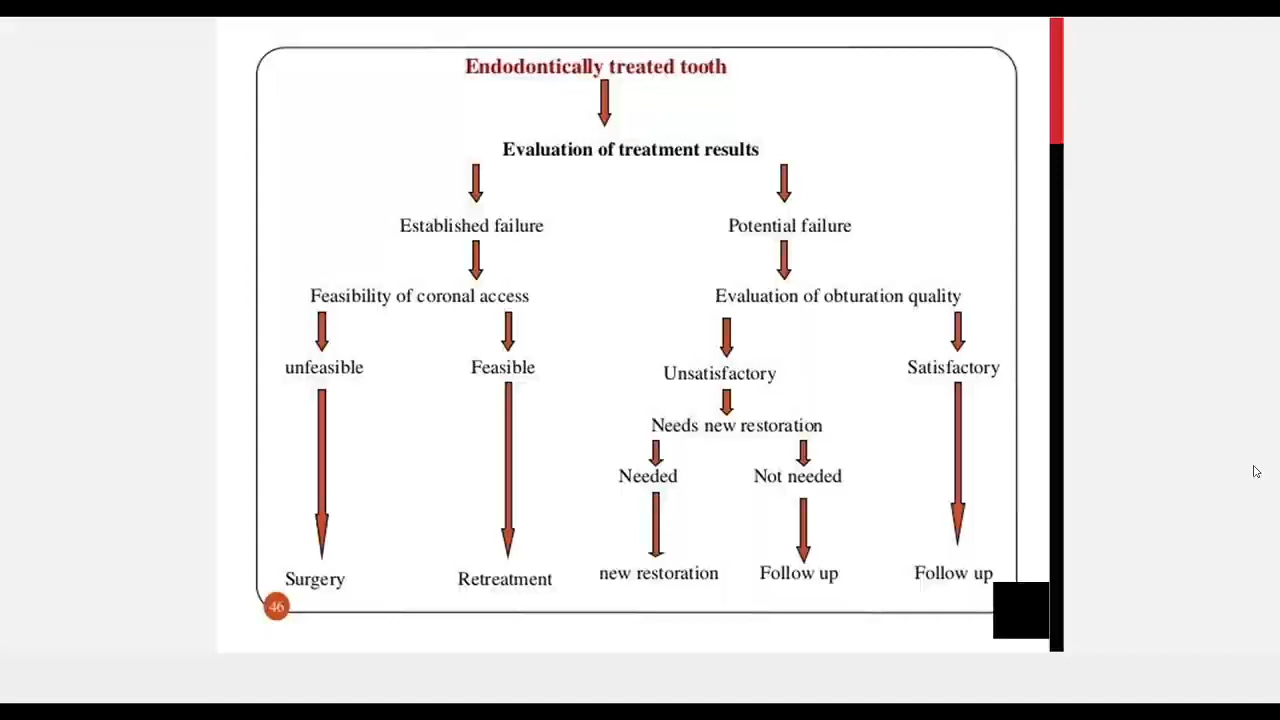 Endodontically treated tooth
Evaluation of treatment results
Established failure
Potential failure
Feasibility of coronal access
Evaluation of obturation quality
unfeasible
Feasible
Unsatisfactory
Satisfactory
Needs new restoration
Needed
Not needed
Surgery
Retreatment
new restoration
Follow up
Follow up
46